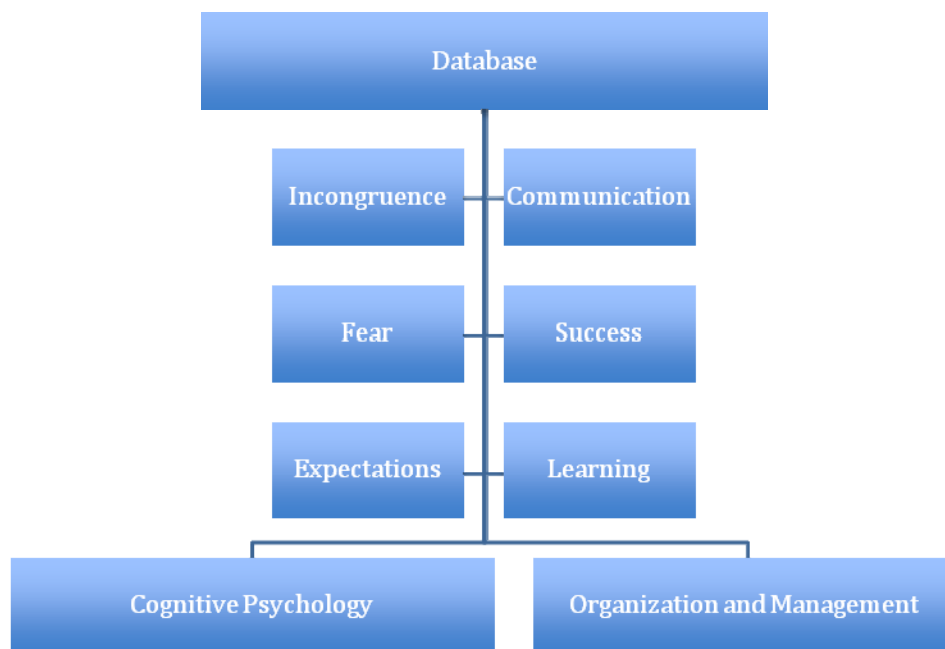 Database
Incongruence
Communication
Fear
Success
Expectations
Learning
Cognitive Psychology
Organization and Management